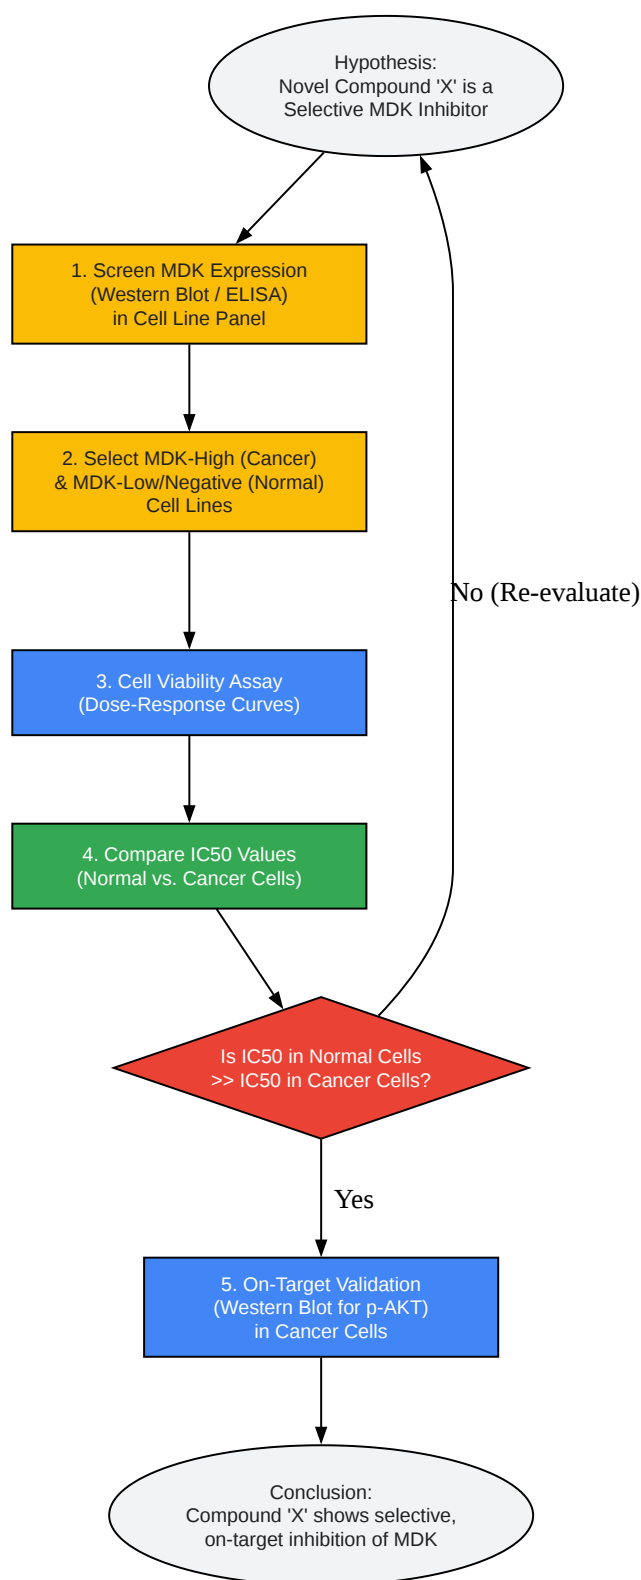 Hypothesis:
Novel Compound 'X' is a
Selective MDK Inhibitor
1. Screen MDK Expression
(Western Blot / ELISA)
in Cell Line Panel
2. Select MDK-High (Cancer)
& MDK-Low/Negative (Normal)
Cell Lines
No (Re-evaluate)
3. Cell Viability Assay
(Dose-Response Curves)
4. Compare IC50 Values
(Normal vs. Cancer Cells)
Is IC50 in Normal Cells
>> IC50 in Cancer Cells?
Yes
5. On-Target Validation
(Western Blot for p-AKT)
in Cancer Cells
Conclusion:
Compound 'X' shows selective,
on-target inhibition of MDK